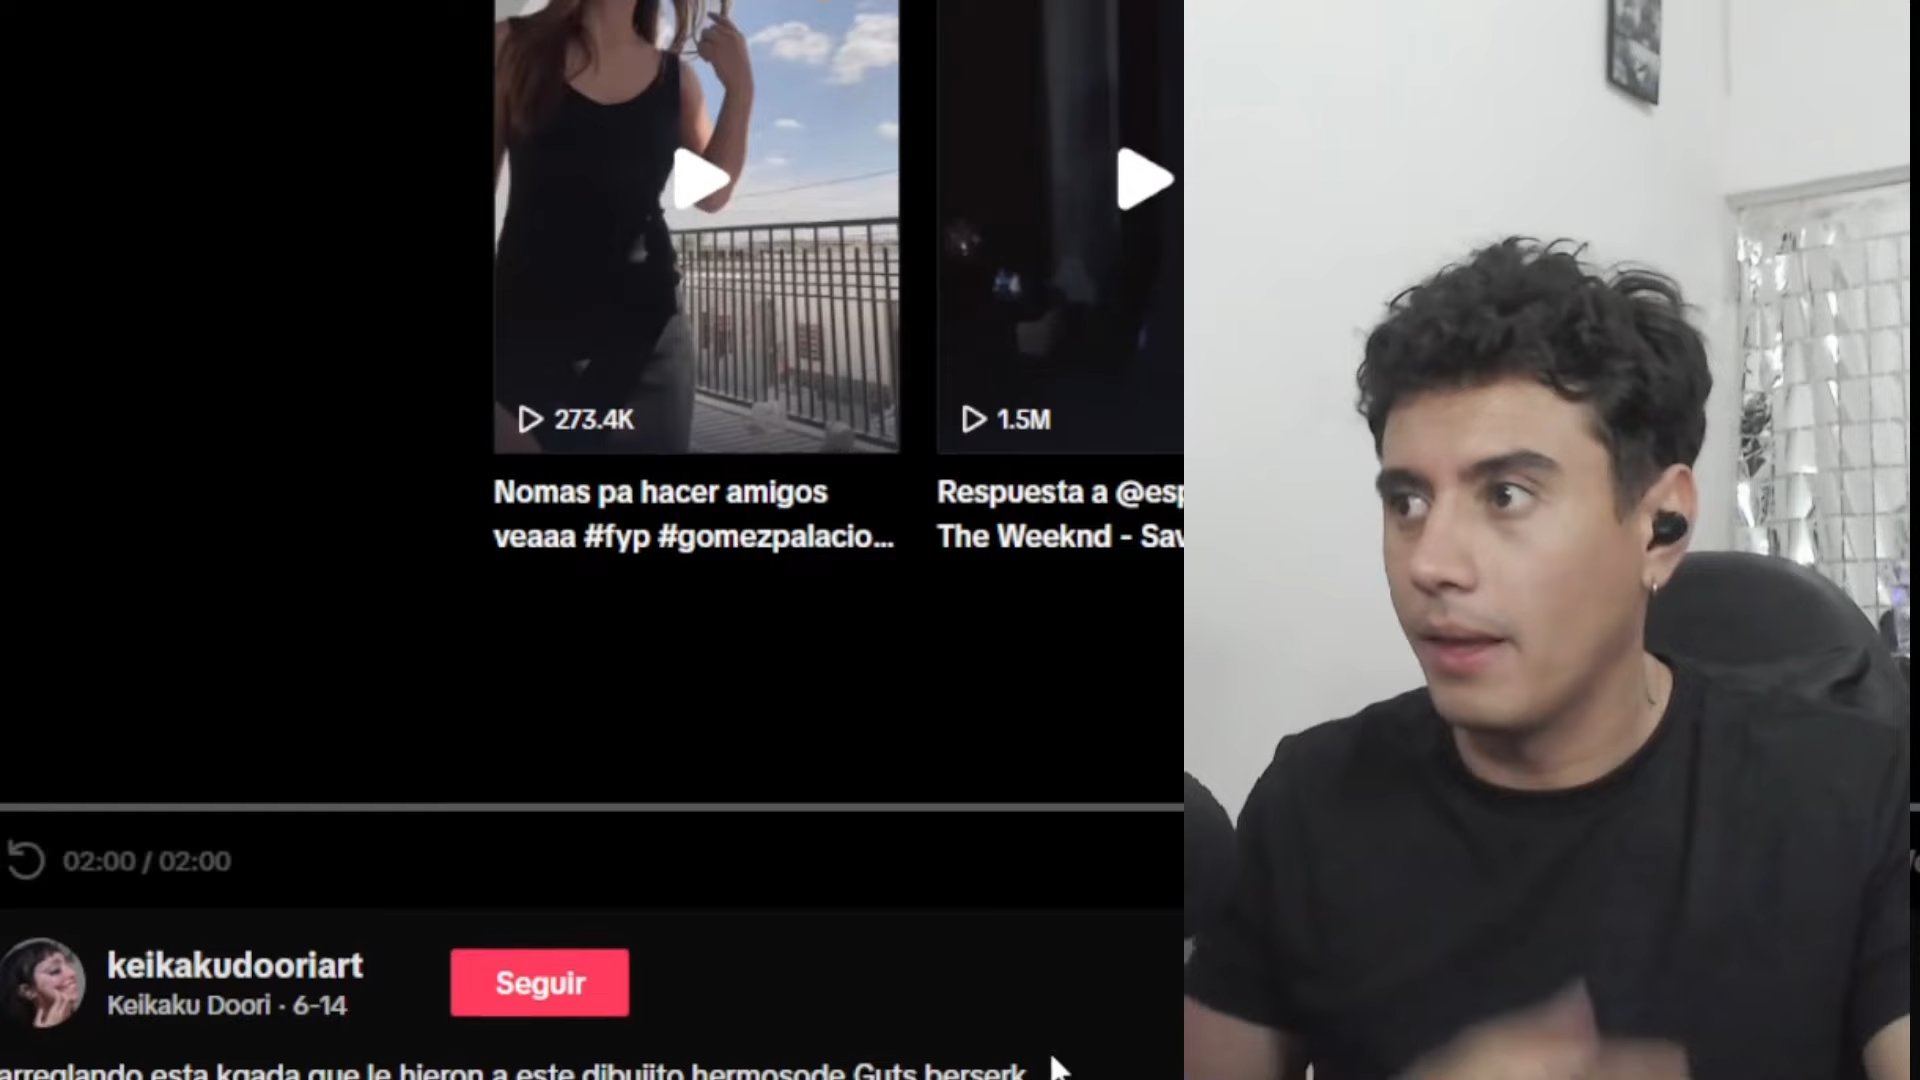 273.4K
1.5M
Nomas pa hacer amigos
veaaa #fyp #gomezpalacio...
Respuesta a @esp
The Weeknd - Sav
02:00 / 02:00
keikakudooriart
Keikaku Doori · 6-14
Seguir
arreglando esta kgada que le hieron a este dibujito hermosode Guts berserk